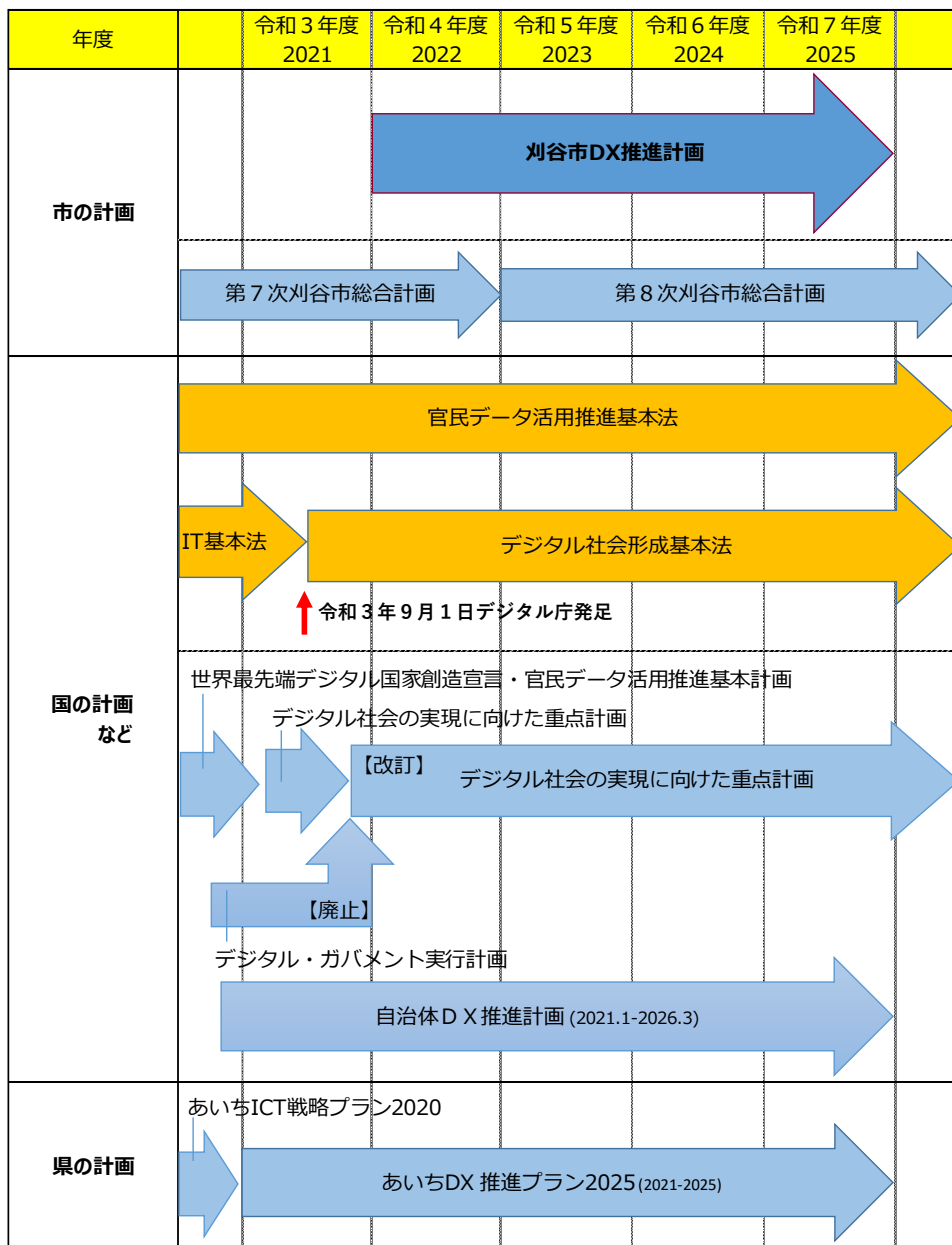 年度
令和３年度
2021
令和４年度
2022
令和５年度
2023
令和６年度
2024
令和７年度
2025
市の計画
刈谷市DX推進計画
第７次刈谷市総合計画
第８次刈谷市総合計画
国の計画
など
官民データ活用推進基本法
IT基本法
デジタル社会形成基本法
令和３年９月１日デジタル庁発足
世界最先端デジタル国家創造宣言・官民データ活用推進基本計画
デジタル社会の実現に向けた重点計画
【改訂】
デジタル社会の実現に向けた重点計画
【廃止】
デジタル・ガバメント実行計画
自治体ＤＸ推進計画 (2021.1-2026.3)
県の計画
あいちICT戦略プラン2020
あいちDX 推進プラン2025 (2021-2025)